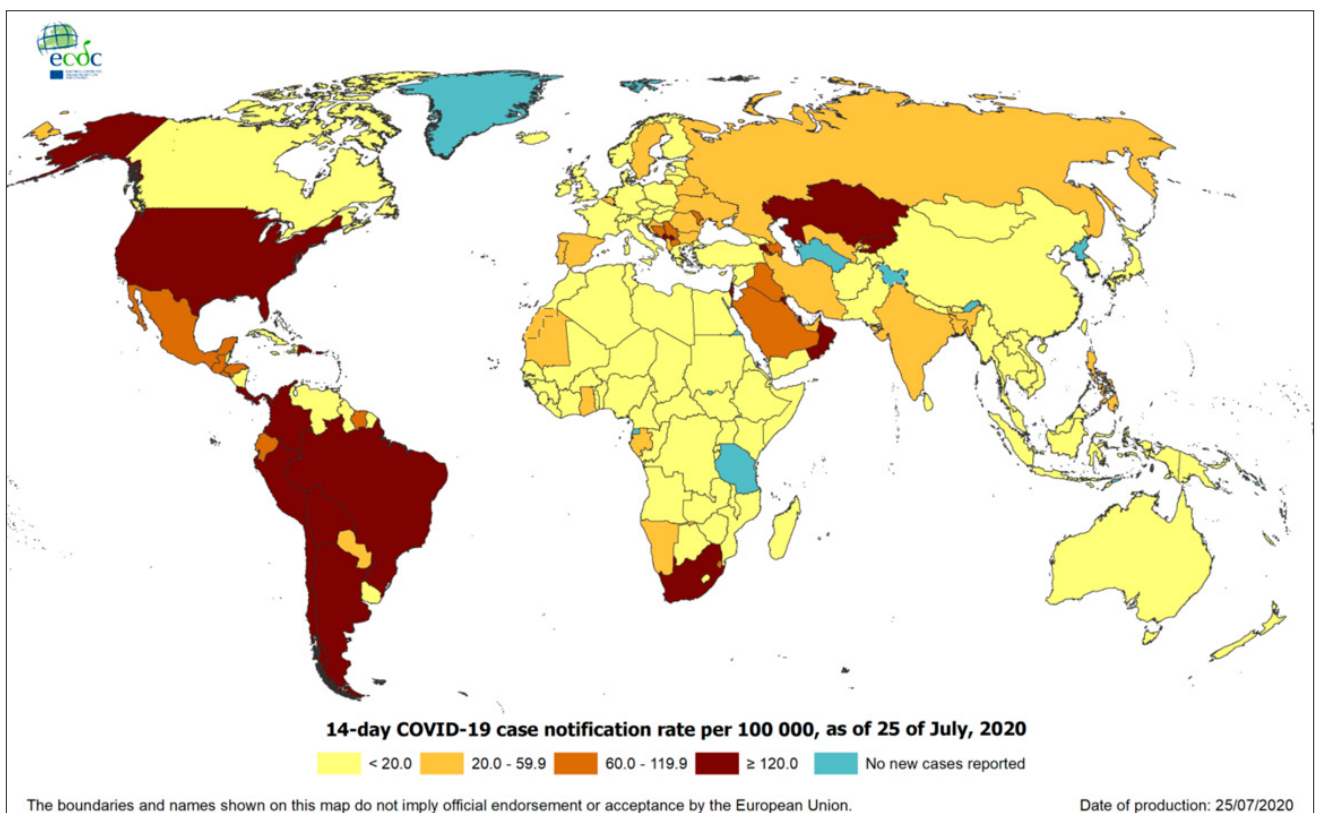 ecdc
14-day COVID-19 case notification rate per 100 000, as of 25 of July, 2020
< 20.0 20.0 - 59.9 60.0 - 119.9 ≥ 120.0 No new cases reported
The boundaries and names shown on this map do not imply official endorsement or acceptance by the European Union. Date of production: 25/07/2020